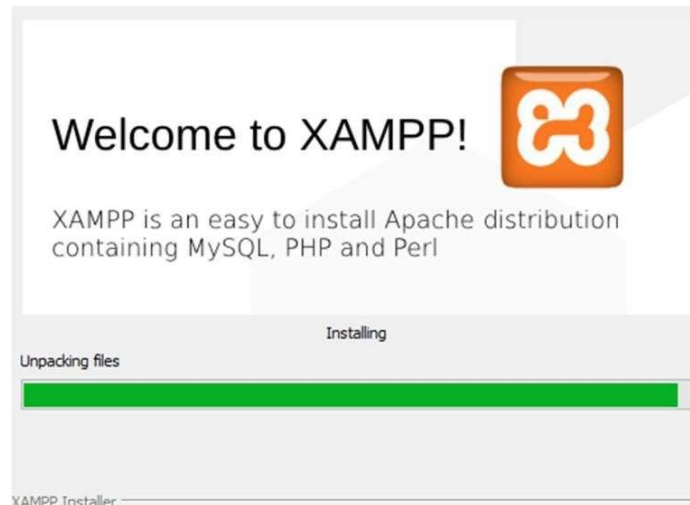 Welcome to XAMPP!
XAMPP is an easy to install Apache distribution
containing MySQL, PHP and Perl
Installing
Unpacking files
XAMPP Installer